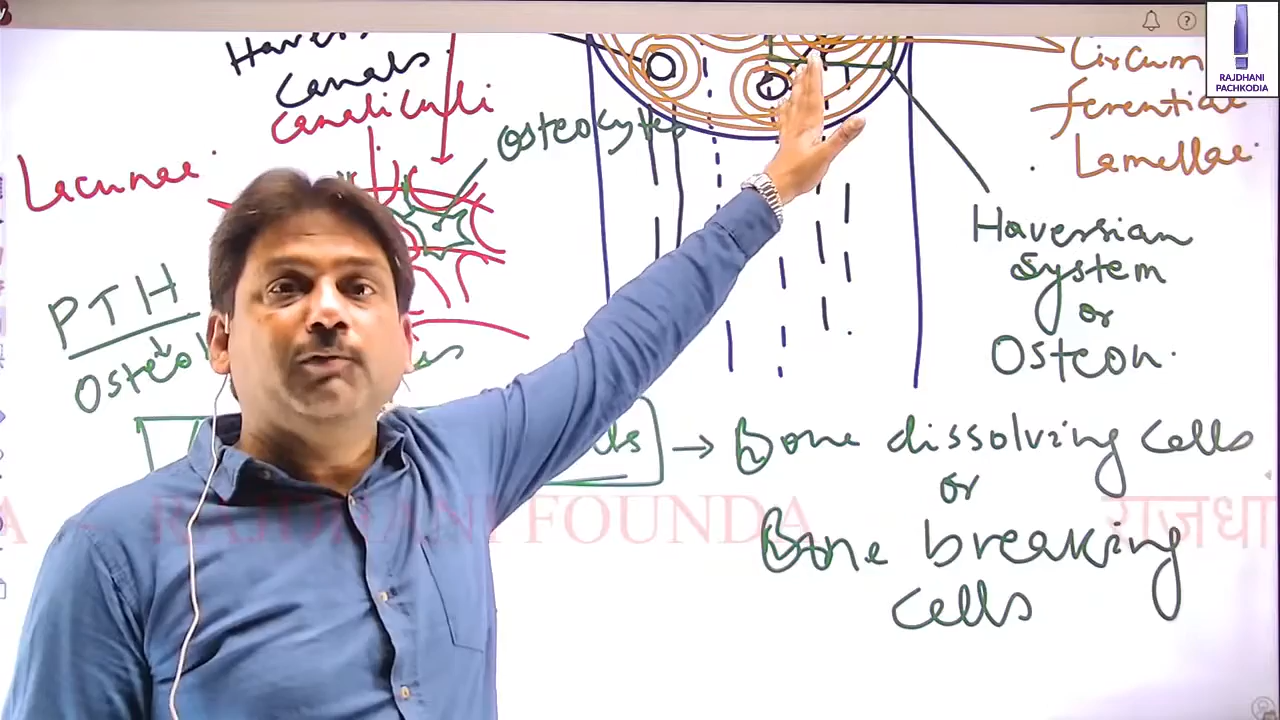 Canals
Canaliculi
Osteocytes
Lacunae
Circum
ferential
Lamellae
RAJDHANI
PACHKODIA
Haversian
System
or
Osteon
PTH
→ Bone dissolving cells
or
Bone breaking
cells
RAJDHANI FOUNDA
राजधा